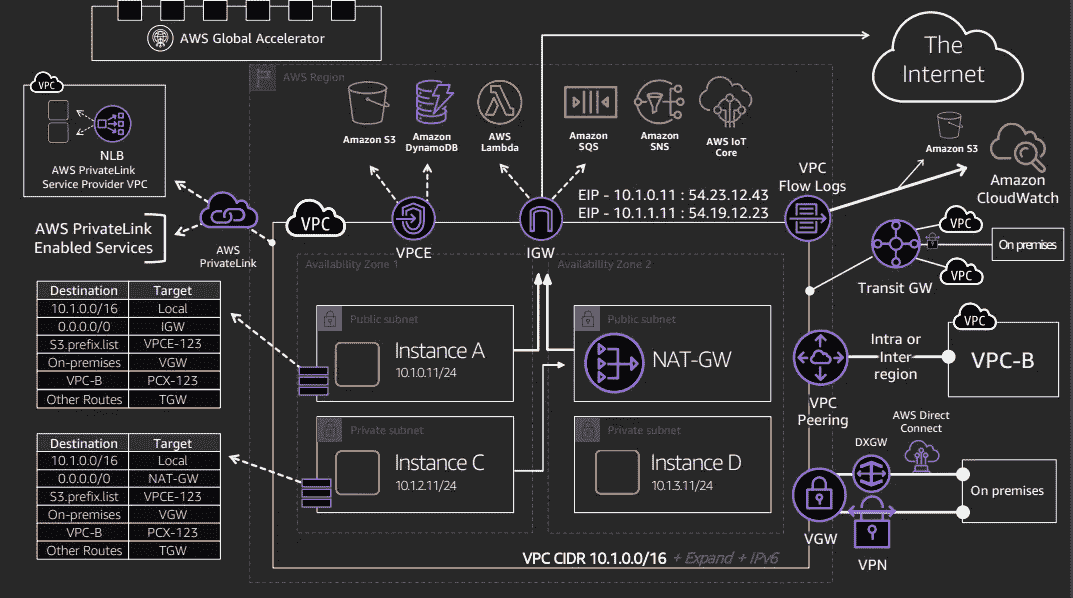 AWS Global Accelerator
The
Internet
VPC
NLB
AWS PrivateLink
Service Provider VPC
AWS PrivateLink
Enabled Services
AWS
PrivateLink
AWS Region
Amazon S3
Amazon
DynamoDB
AWS
Lambda
Amazon
SQS
Amazon
SNS
AWS IoT
Core
VPC
VPCE
IGW
EIP - 10.1.0.11 : 54.23.12.43
EIP - 10.1.1.11 : 54.19.12.23
VPC
Flow Logs
Amazon S3
Amazon
CloudWatch
VPC
On premises
VPC
Transit GW
Availability Zone 1
Availability Zone 2
Public subnet
Instance A
10.1.0.11/24
Public subnet
NAT-GW
Private subnet
Instance C
10.1.2.11/24
Private subnet
Instance D
10.1.3.11/24
Destination Target
10.1.0.0/16 Local
0.0.0.0/0 IGW
S3.prefix.list VPCE-123
On-premises VGW
VPC-B PCX-123
Other Routes TGW
Destination Target
10.1.0.0/16 Local
0.0.0.0/0 NAT-GW
S3.prefix.list VPCE-123
On-premises VGW
VPC-B PCX-123
Other Routes TGW
VPC
Peering
Intra or
Inter
region
VPC
VPC-B
AWS Direct
Connect
DXGW
On premises
VGW
VPN
VPC CIDR 10.1.0.0/16 + Expand + IPv6